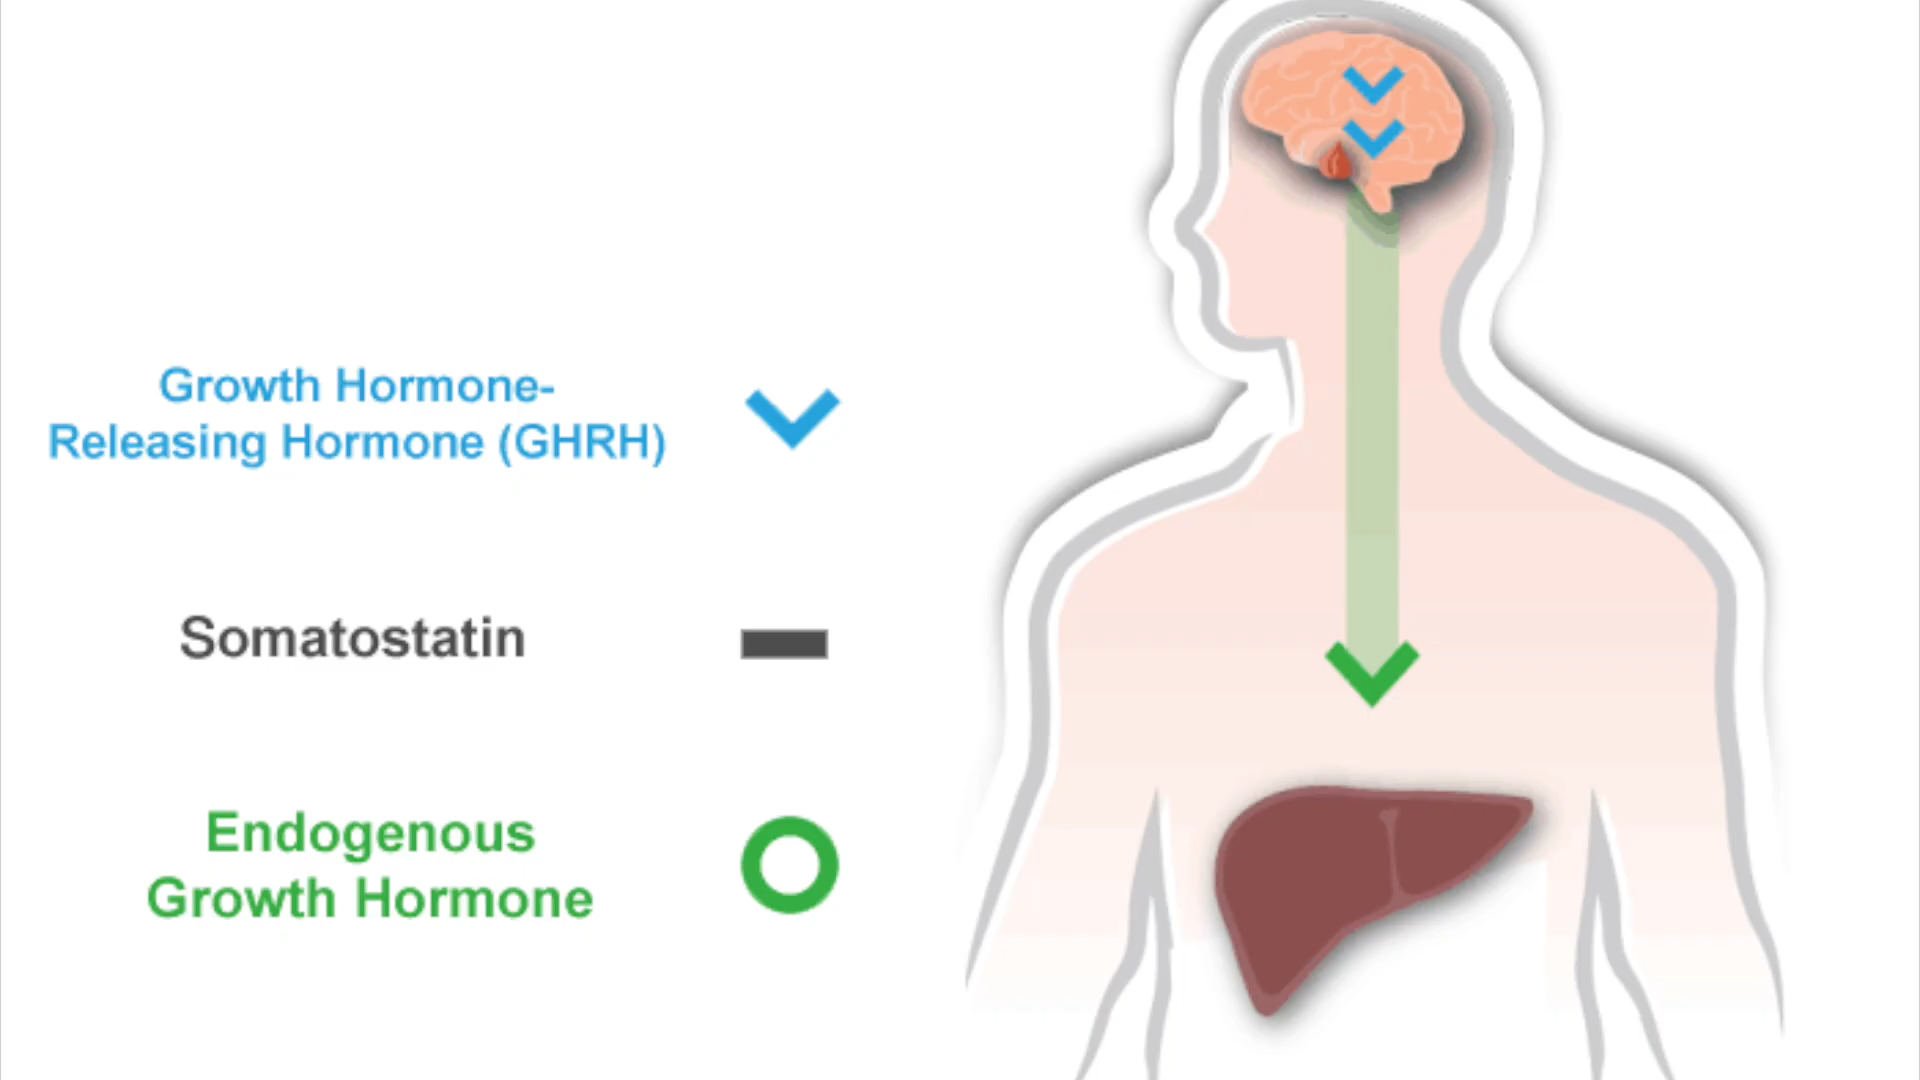 Growth Hormone-
Releasing Hormone (GHRH)
Somatostatin
Endogenous
Growth Hormone